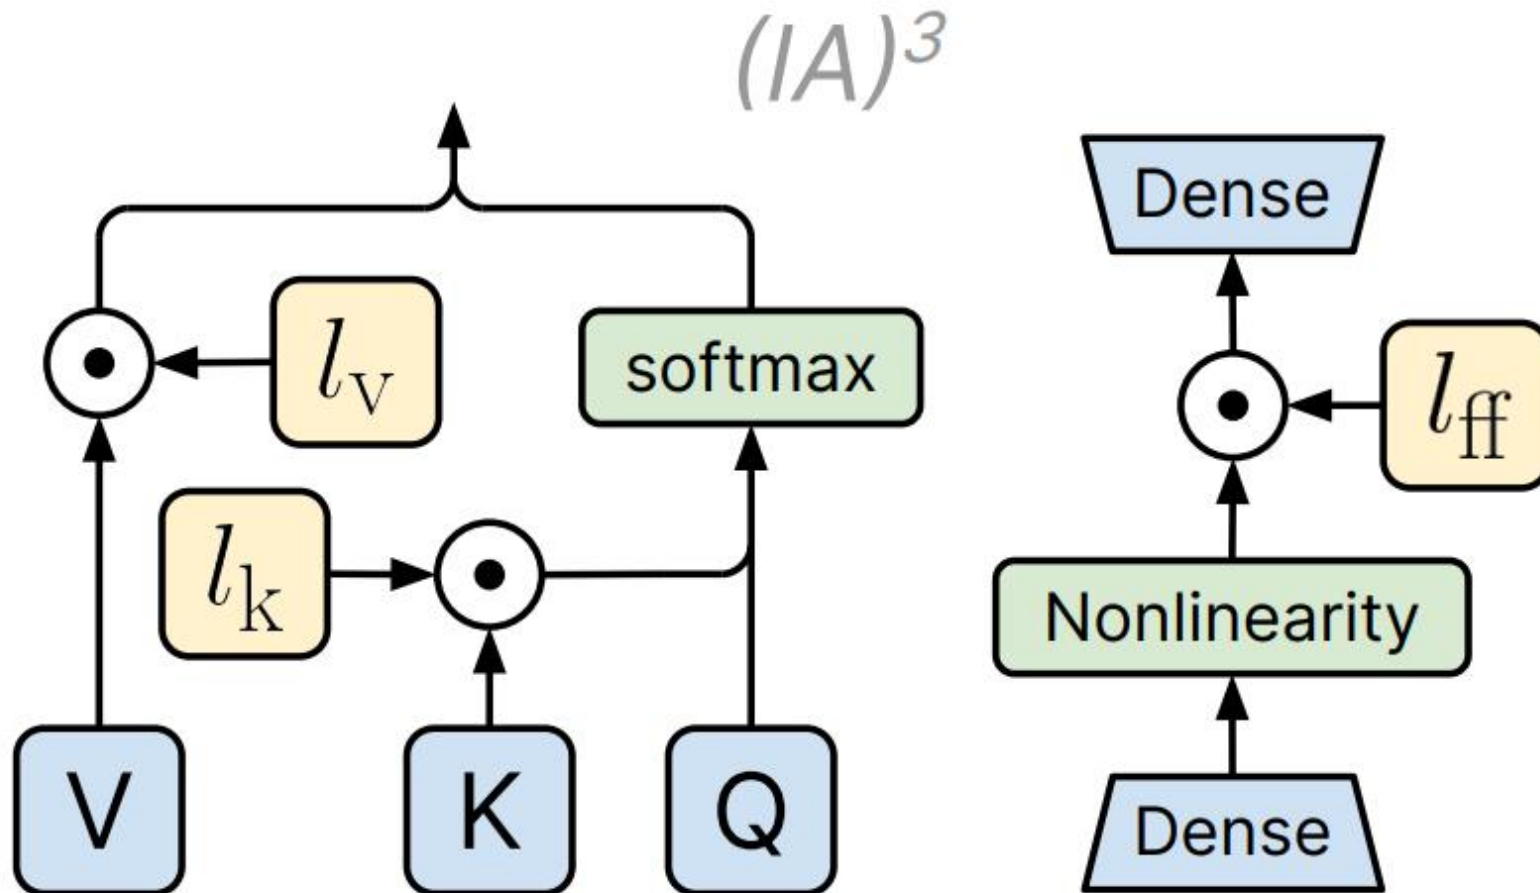 (IA)³
Dense
l_v
softmax
l_ff
l_k
Nonlinearity
V K Q
Dense